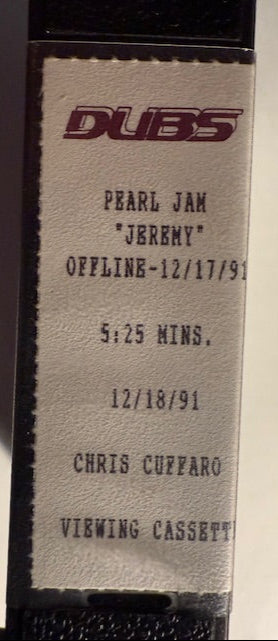 DUBS
PEARL JAM
"JEREMY"
OFFLINE-12/17/91
5:25 MINS.
12/18/91
CHRIS CUFFARO
VIEWING CASSETT